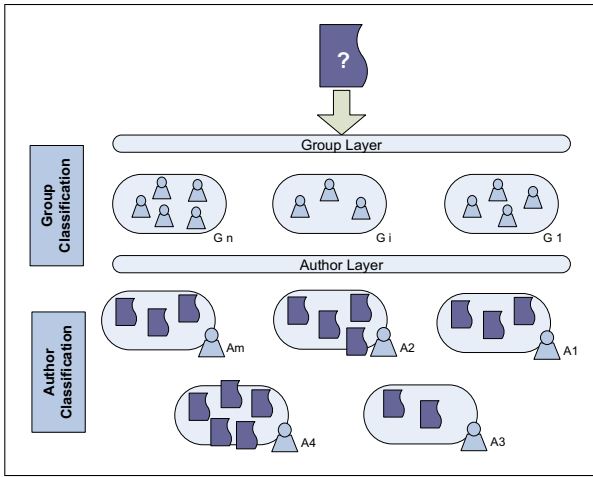 ?
Group Layer
Group
Classification
G n
G i
G 1
Author Layer
Author
Classification
Am
A2
A1
A4
A3